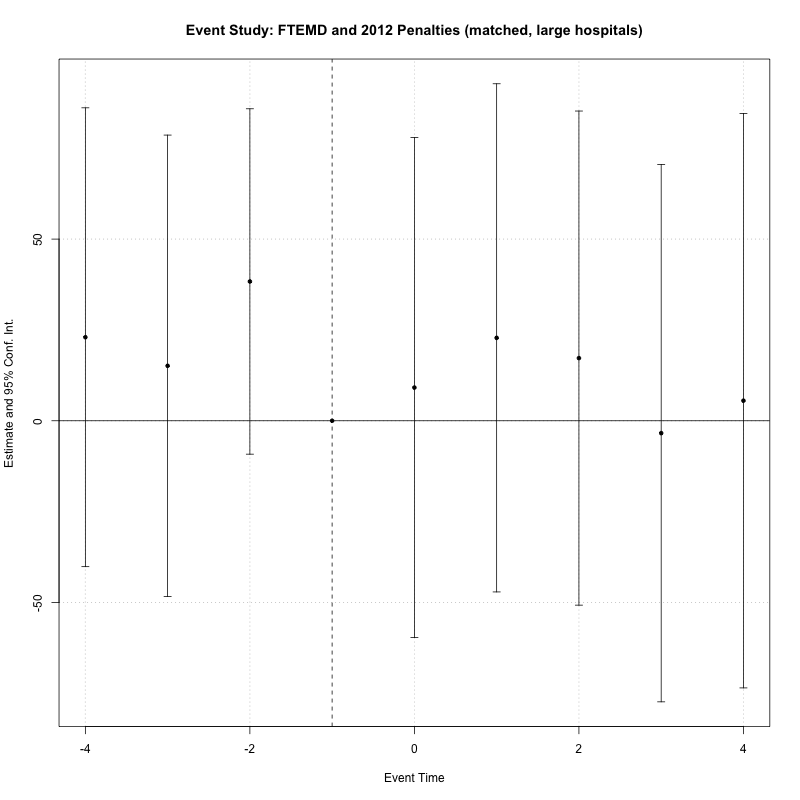 Event Study: FTEMD and 2012 Penalties (matched, large hospitals)
Estimate and 95% Conf. Int.
50
0
-50
-4
-2
0
2
4
Event Time